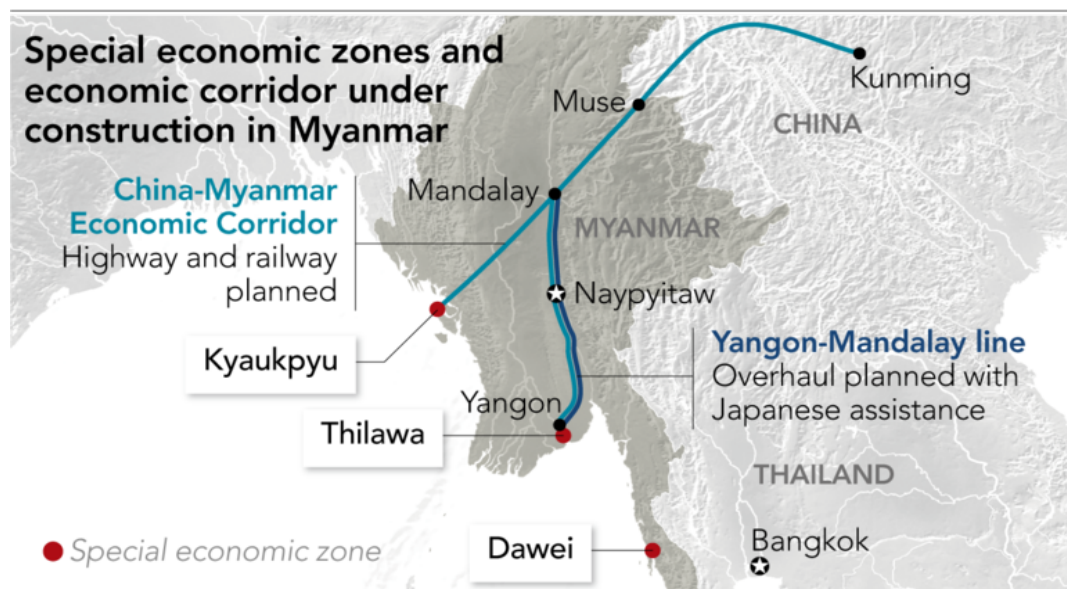 Special economic zones and
economic corridor under
construction in Myanmar
Kunming
Muse
CHINA
China-Myanmar
Economic Corridor
Highway and railway
planned
Mandalay
MYANMAR
Naypyitaw
Kyaukpyu
Yangon-Mandalay line
Overhaul planned with
Japanese assistance
Yangon
Thilawa
THAILAND
Dawei
Bangkok
Special economic zone